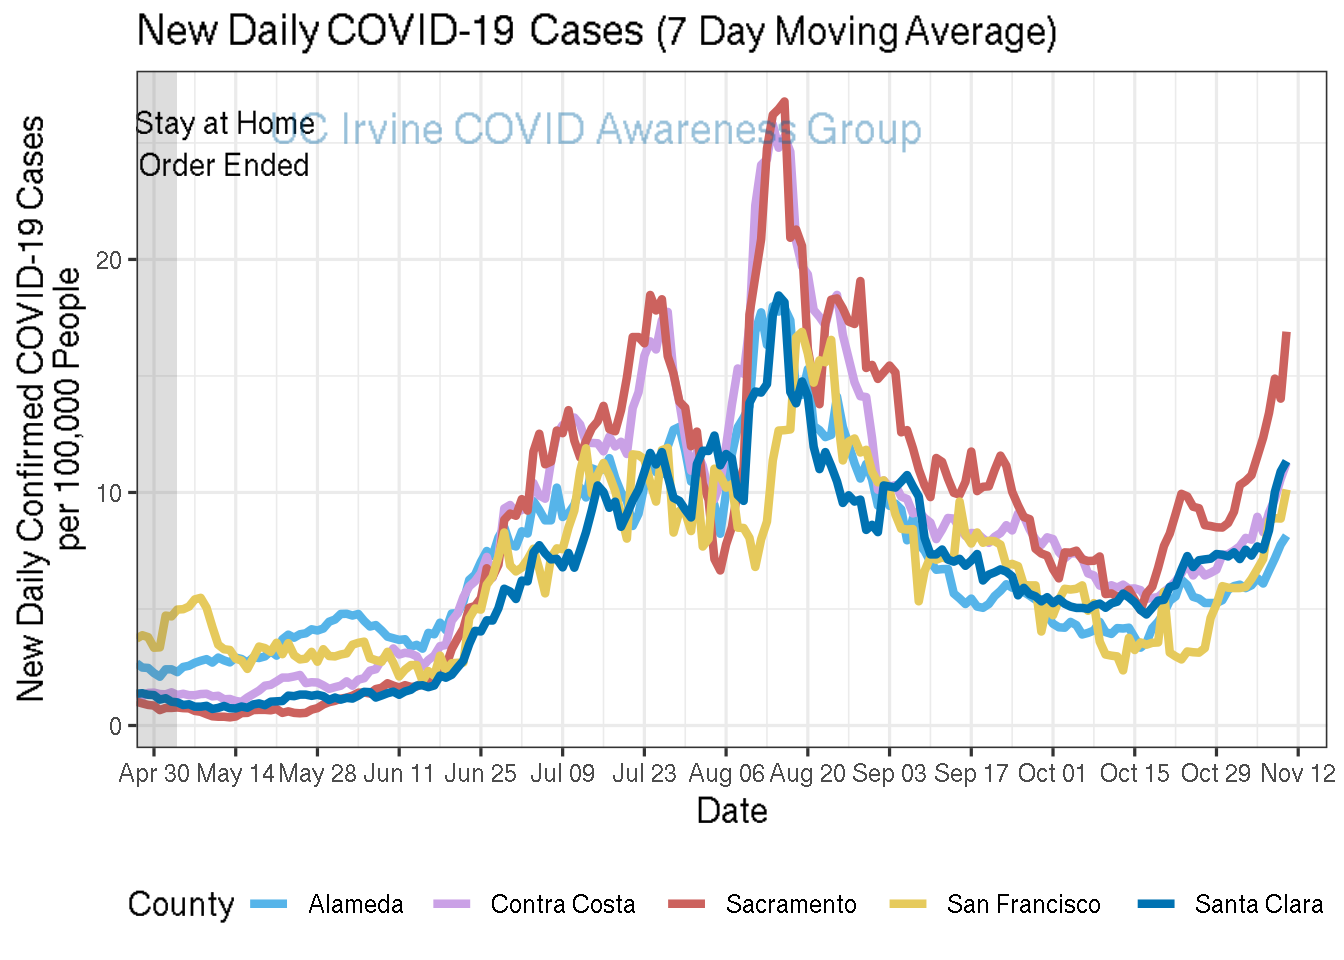 New Daily COVID-19 Cases (7 Day Moving Average)
UC Irvine COVID Awareness Group
Stay at Home
Order Ended
New Daily Confirmed COVID-19 Cases
per 100,000 People
20
10
0
Apr 30 May 14 May 28 Jun 11 Jun 25 Jul 09 Jul 23 Aug 06 Aug 20 Sep 03 Sep 17 Oct 01 Oct 15 Oct 29 Nov 12
Date
County Alameda Contra Costa Sacramento San Francisco Santa Clara